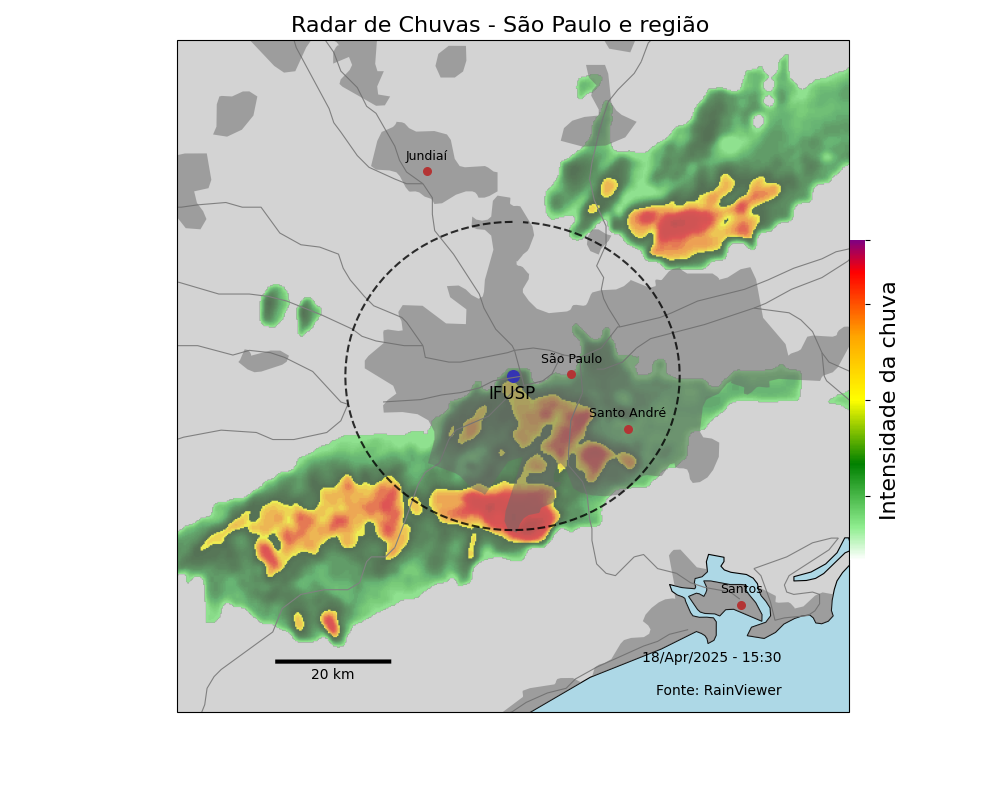 Radar de Chuvas - São Paulo e região
Jundiaí
São Paulo
IFUSP
Santo André
Intensidade da chuva
Santos
18/Apr/2025 - 15:30
20 km
Fonte: RainViewer